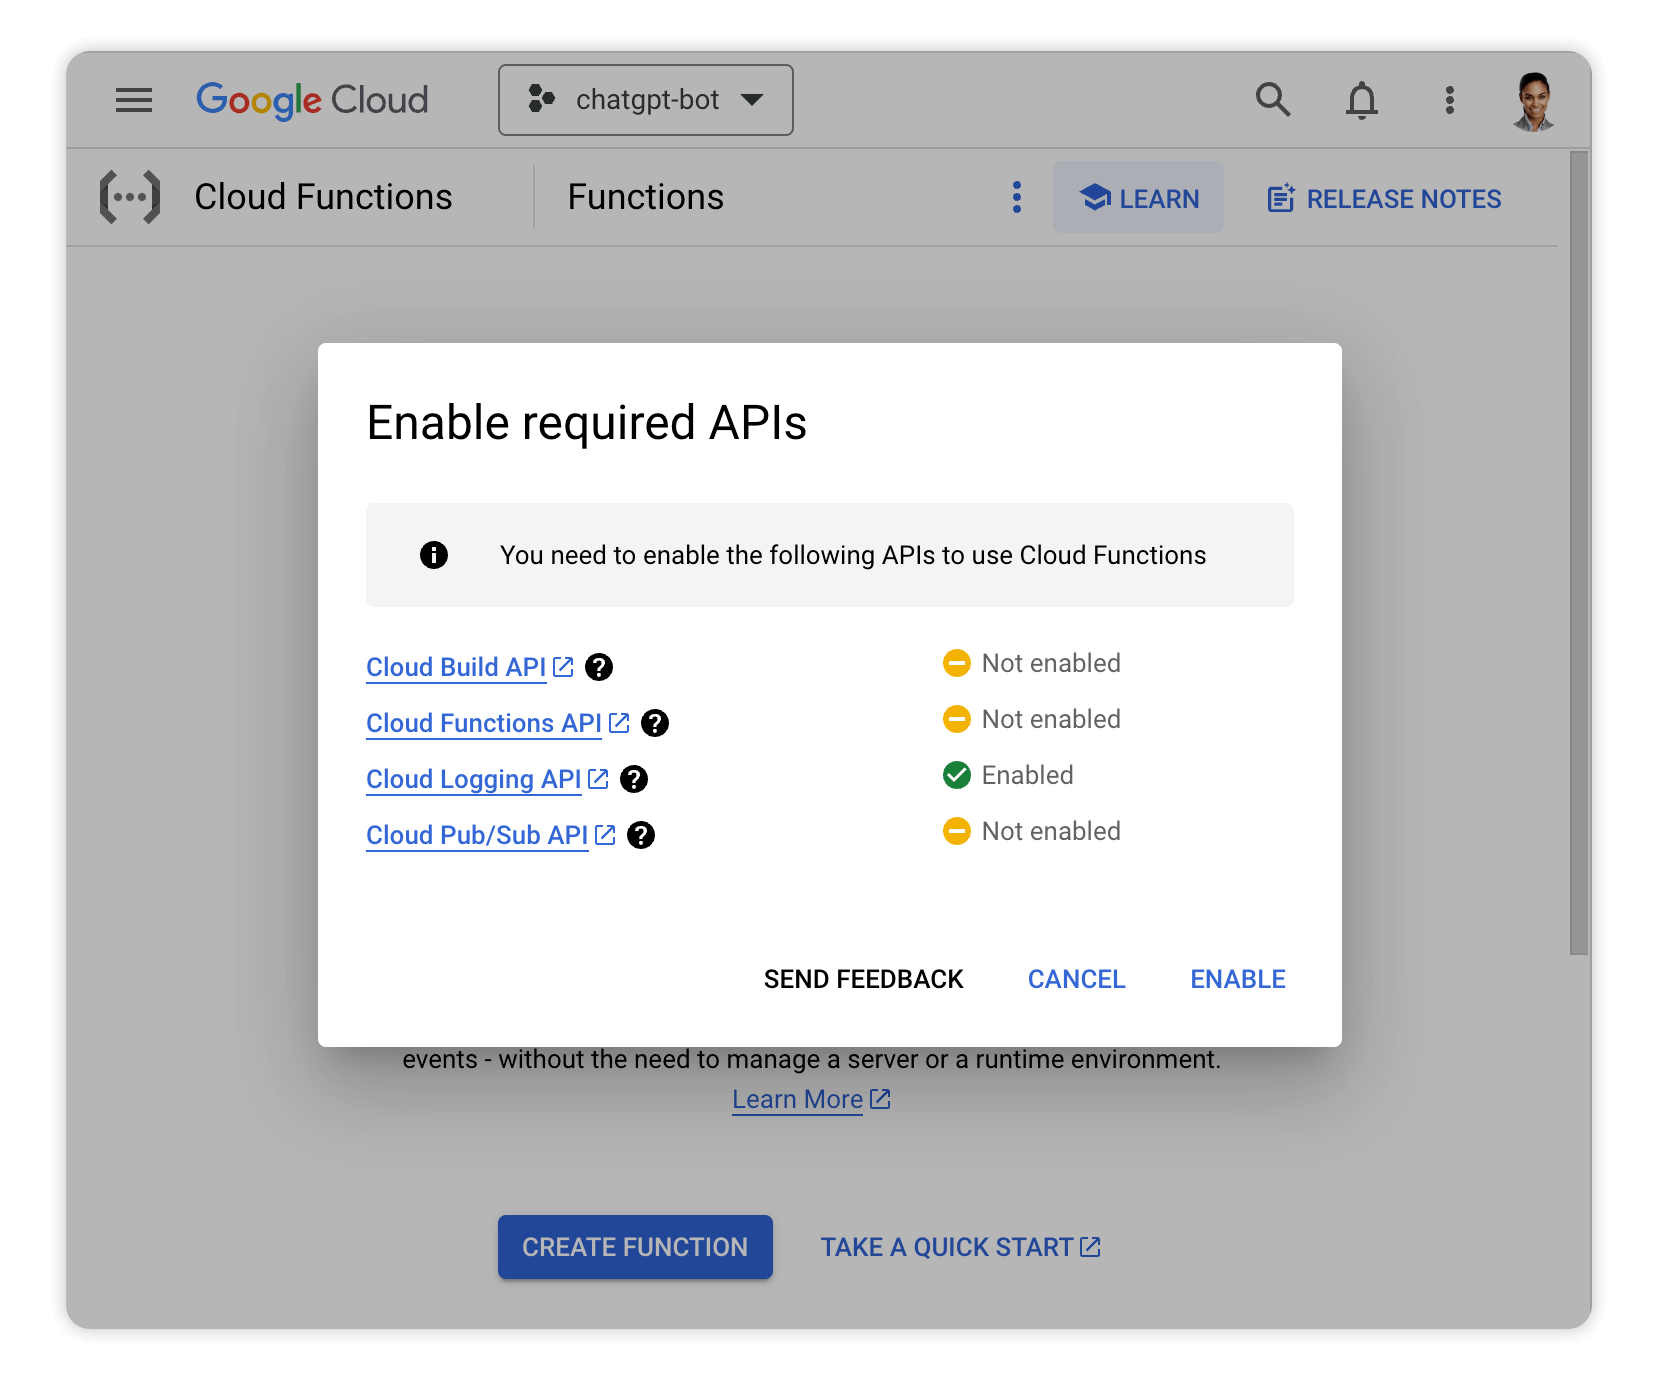 Google Cloud
chatgpt-bot
Cloud Functions
Functions
LEARN
RELEASE NOTES
Enable required APIs
You need to enable the following APIs to use Cloud Functions
Cloud Build API
Not enabled
Cloud Functions API
Not enabled
Cloud Logging API
Enabled
Cloud Pub/Sub API
Not enabled
SEND FEEDBACK
CANCEL
ENABLE
events - without the need to manage a server or a runtime environment.
Learn More
CREATE FUNCTION
TAKE A QUICK START